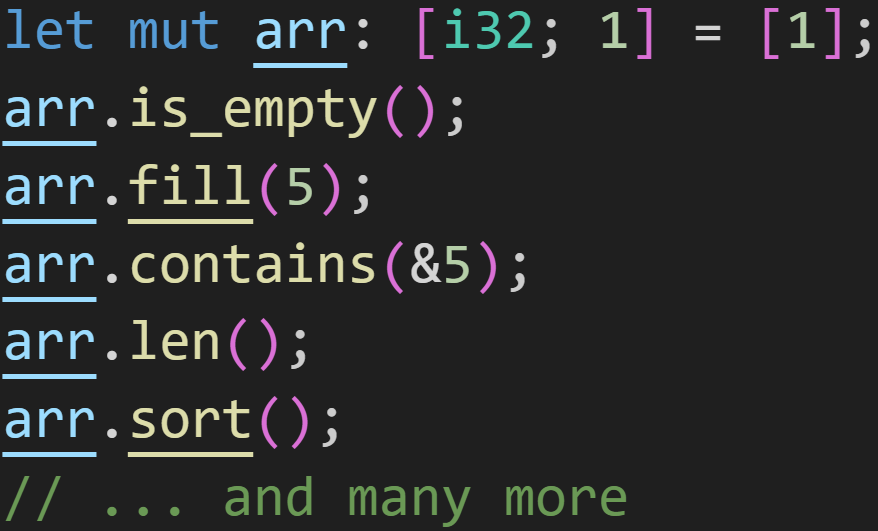 let mut arr: [i32; 1] = [1];
arr.is_empty();
arr.fill(5);
arr.contains(&5);
arr.len();
arr.sort();
// ... and many more